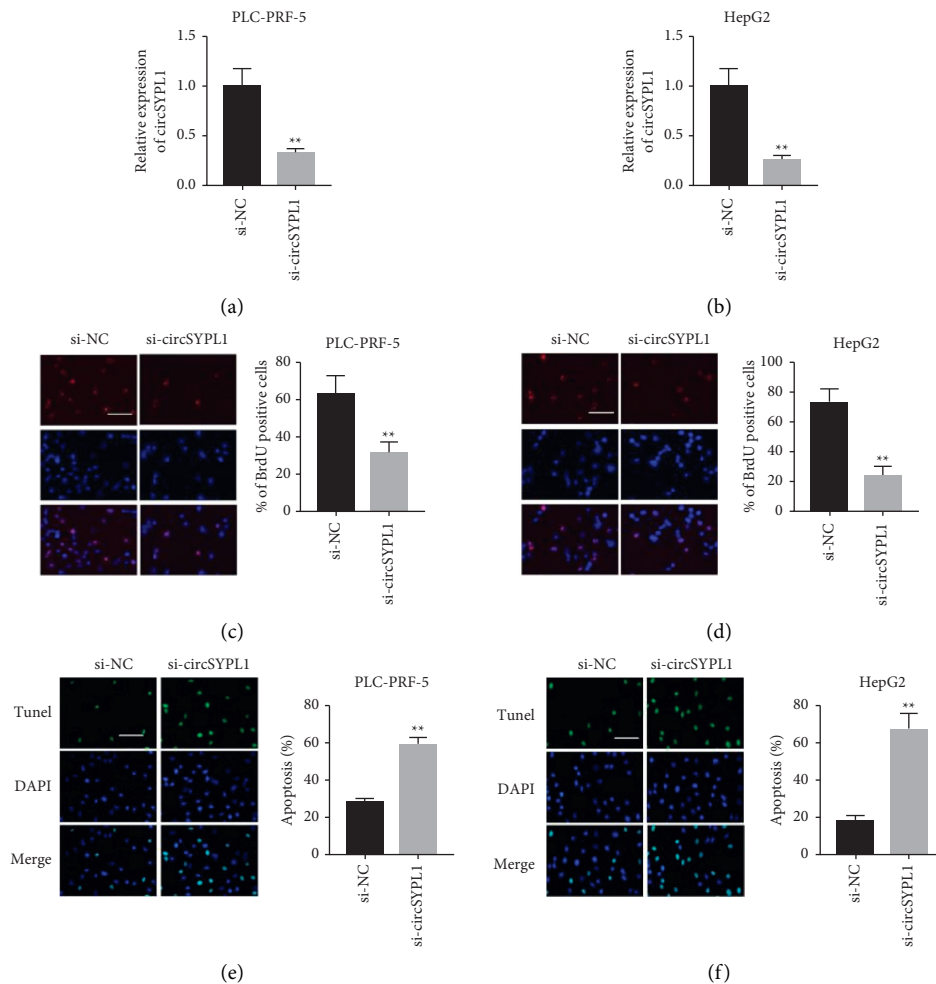 PLC-PRF-5
Relative expression
of circSYPL1
1.5
1.0
0.5
0.0
**
si-NC
si-circSYPL1
(a)
HepG2
Relative expression
of circSYPL1
1.5
1.0
0.5
0.0
**
si-NC
si-circSYPL1
(b)
si-NC
si-circSYPL1
PLC-PRF-5
% of BrdU positive cells
80
60
40
20
0
**
si-NC
si-circSYPL1
(c)
si-NC
si-circSYPL1
HepG2
% of BrdU positive cells
100
80
60
40
20
0
**
si-NC
si-circSYPL1
(d)
si-NC
si-circSYPL1
Tunel
DAPI
Merge
PLC-PRF-5
Apoptosis (%)
80
60
40
20
0
**
si-NC
si-circSYPL1
(e)
si-NC
si-circSYPL1
Tunel
DAPI
Merge
HepG2
Apoptosis (%)
80
60
40
20
0
**
si-NC
si-circSYPL1
(f)